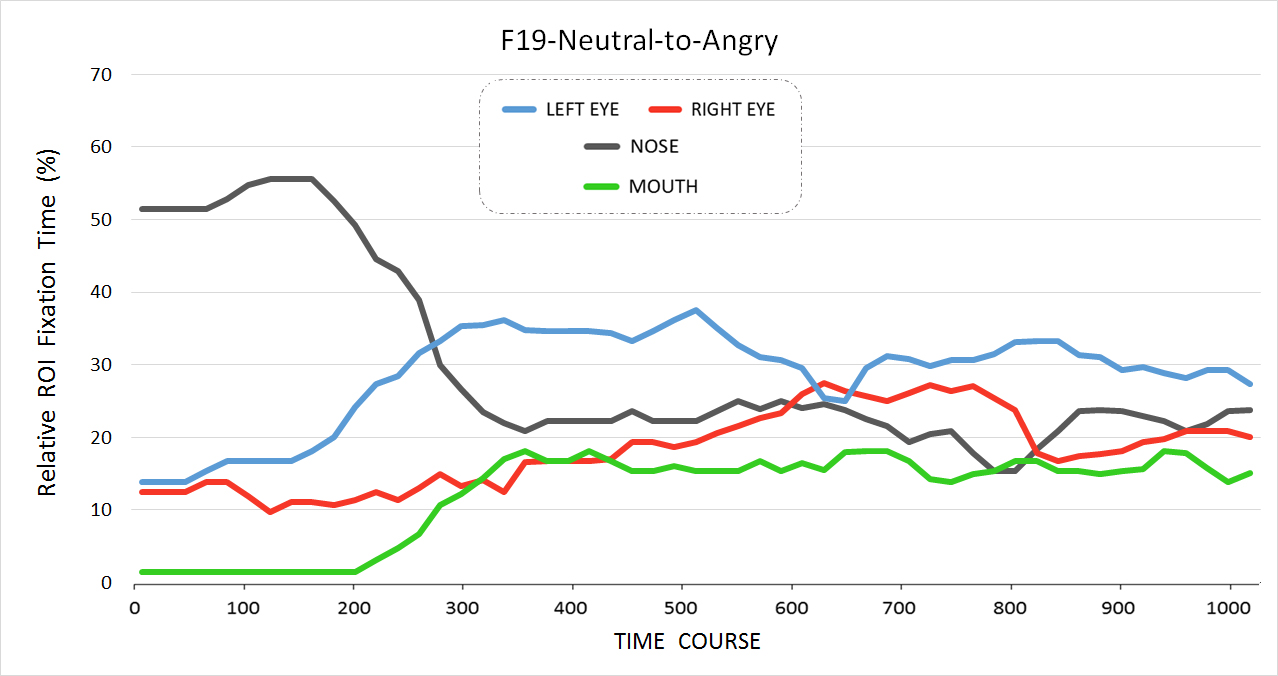 F19-Neutral-to-Angry
70
LEFT EYE RIGHT EYE
60
NOSE
MOUTH
50
40
30
20
10
0
Relative ROI Fixation Time (%)
0 100 200 300 400 500 600 700 800 900 1000
TIME COURSE